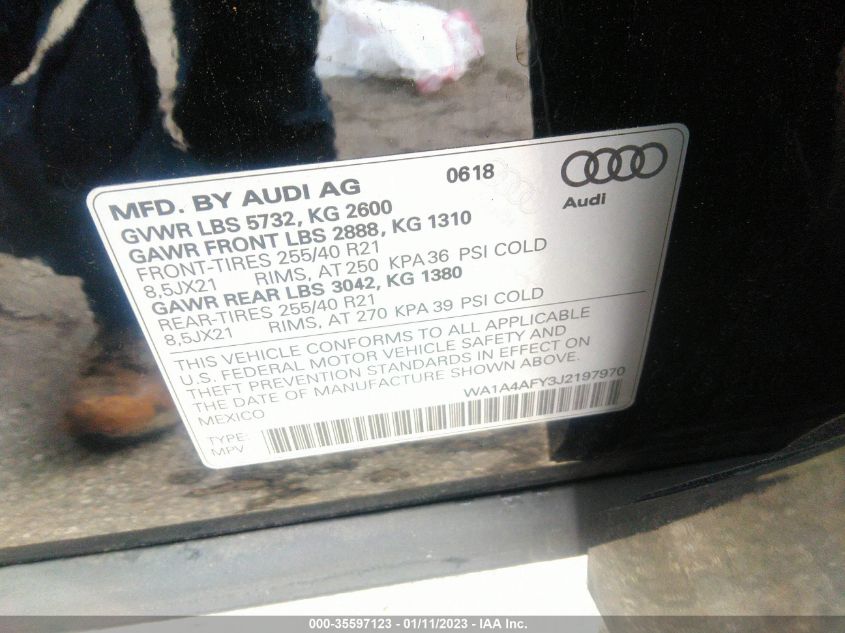 MFD. BY AUDI AG 0618
Audi
GVWR LBS 5732, KG 2600
GAWR FRONT LBS 2888, KG 1310
FRONT-TIRES 255/40 R21
8,5JX21 RIMS, AT 250 KPA 36 PSI COLD
GAWR REAR LBS 3042, KG 1380
REAR-TIRES 255/40 R21
8,5JX21 RIMS, AT 270 KPA 39 PSI COLD
THIS VEHICLE CONFORMS TO ALL APPLICABLE
U.S. FEDERAL MOTOR VEHICLE SAFETY AND
THEFT PREVENTION STANDARDS IN EFFECT ON
THE DATE OF MANUFACTURE SHOWN ABOVE.
MEXICO WA1A4AFY3J2197970
TYPE:
MPV
000-35597123 - 01/11/2023 - IAA Inc.